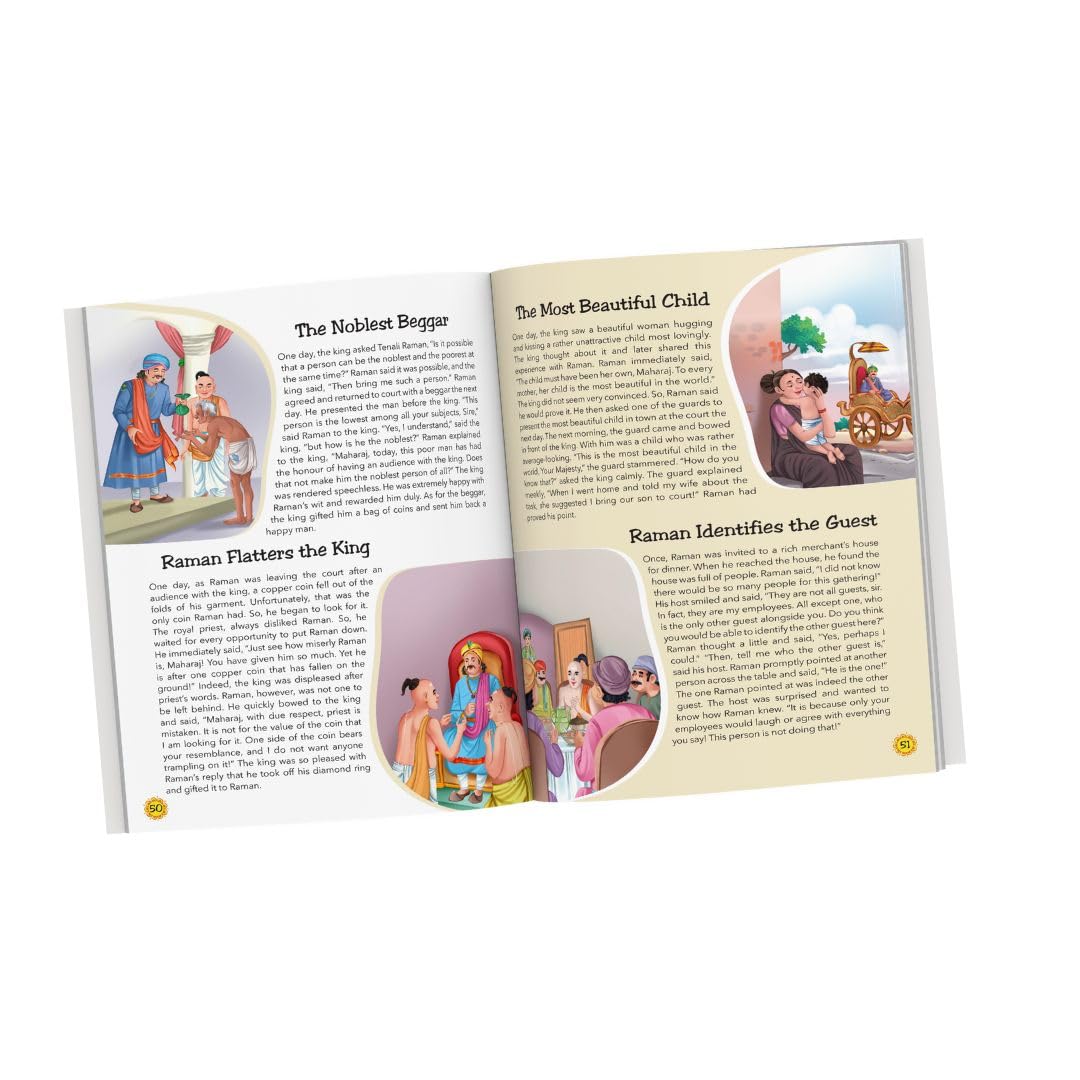 The Noblest Beggar
One day, the king asked Tenali Raman, "Is it possible
that a person can be the noblest and the poorest at
the same time?" Raman said it was possible, and the
king said, "Then bring me such a person." Raman
agreed and returned to court with a beggar the next
day. He presented the man before the king. "This
person is the lowest among all your subjects, Sire,"
said Raman to the king. "Yes, I understand," said the
king, "but how is he the noblest?" Raman explained
to the king, "Maharaj, today, this poor man has had
the honour of having an audience with the king. Does
that not make him the noblest person of all?" The king
was rendered speechless. He was extremely happy with
Raman's wit and rewarded him duly. As for the beggar,
the king gifted him a bag of coins and sent him back a
happy man.
Raman Flatters the King
One day, as Raman was leaving the court after an
audience with the king, a copper coin fell out of the
folds of his garment. Unfortunately, that was the
only coin Raman had. So, he began to look for it.
The royal priest, always disliked Raman. So, he
waited for every opportunity to put Raman down.
He immediately said, "Just see how miserly Raman
is, Maharaj! You have given him so much. Yet he
is after one copper coin that has fallen on the
ground!" Indeed, the king was displeased after
priest's words. Raman, however, was not one to
be left behind. He quickly bowed to the king
and said, "Maharaj, with due respect, priest is
mistaken. It is not for the value of the coin that
I am looking for it. One side of the coin bears
your resemblance, and I do not want anyone
trampling on it!" The king was so pleased with
Raman's reply that he took off his diamond ring
and gifted it to Raman.
50
The Most Beautiful Child
One day, the king saw a beautiful woman hugging
and kissing a rather unattractive child most lovingly.
The king thought about it and later shared this
experience with Raman. Raman immediately said,
"The child must have been her own, Maharaj. To every
mother, her child is the most beautiful in the world."
The king did not seem very convinced. So, Raman said
he would prove it. He then asked one of the guards to
present the most beautiful child in town at the court the
next day. The next morning, the guard came and bowed
in front of the king. With him was a child who was rather
average-looking. "This is the most beautiful child in the
world, Your Majesty," the guard stammered. "How do you
know that?" asked the king calmly. The guard explained
meekly, "When I went home and told my wife about the
task, she suggested I bring our son to court!" Raman had
proved his point.
Raman Identifies the Guest
Once, Raman was invited to a rich merchant's house
for dinner. When he reached the house, he found the
house was full of people. Raman said, "I did not know
there would be so many people for this gathering!"
His host smiled and said, "They are not all guests, sir.
In fact, they are my employees. All except one, who
is the only other guest alongside you. Do you think
you would be able to identify the other guest here?"
Raman thought a little and said, "Yes, perhaps I
could." "Then, tell me who the other guest is,"
said his host. Raman promptly pointed at another
person across the table and said, "He is the one!"
The one Raman pointed at was indeed the other
guest. The host was surprised and wanted to
know how Raman knew. "It is because only your
employees would laugh or agree with everything
you say! This person is not doing that!"
51